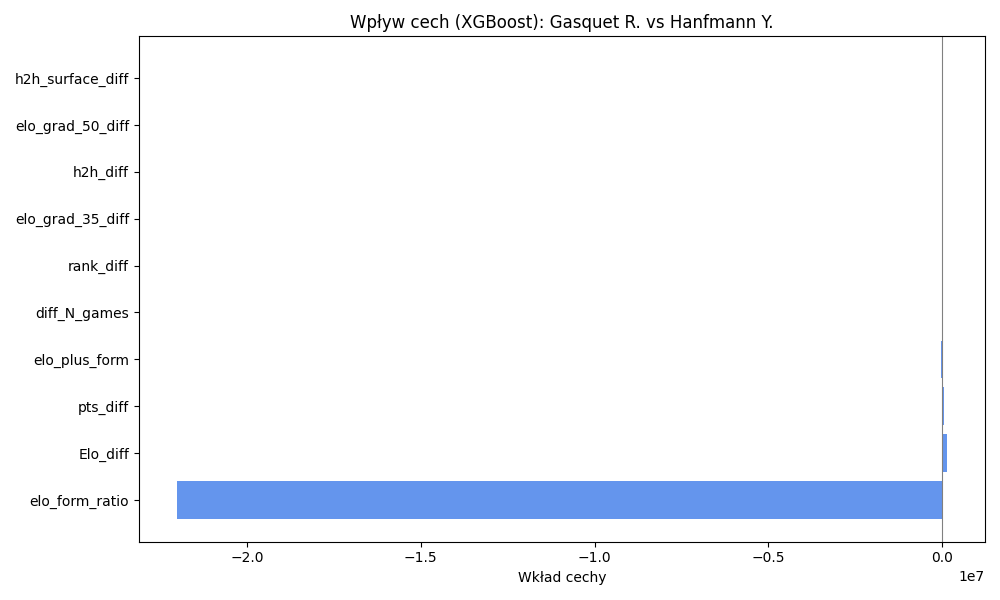 Wpływ cech (XGBoost): Gasquet R. vs Hanfmann Y.
h2h_surface_diff
elo_grad_50_diff
h2h_diff
elo_grad_35_diff
rank_diff
diff_N_games
elo_plus_form
pts_diff
Elo_diff
elo_form_ratio
−2.0 −1.5 −1.0 −0.5 0.0
1e7
Wkład cechy